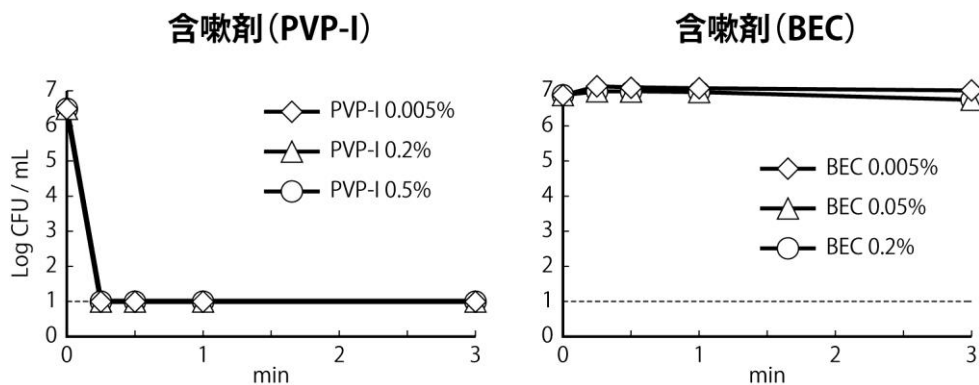 含嗽剤（PVP-I）
Log CFU / mL
7
6
5
4
3
2
1
0
0 1 2 3
min
PVP-I 0.005%
PVP-I 0.2%
PVP-I 0.5%
含嗽剤（BEC）
7
6
5
4
3
2
1
0
0 1 2 3
min
BEC 0.005%
BEC 0.05%
BEC 0.2%